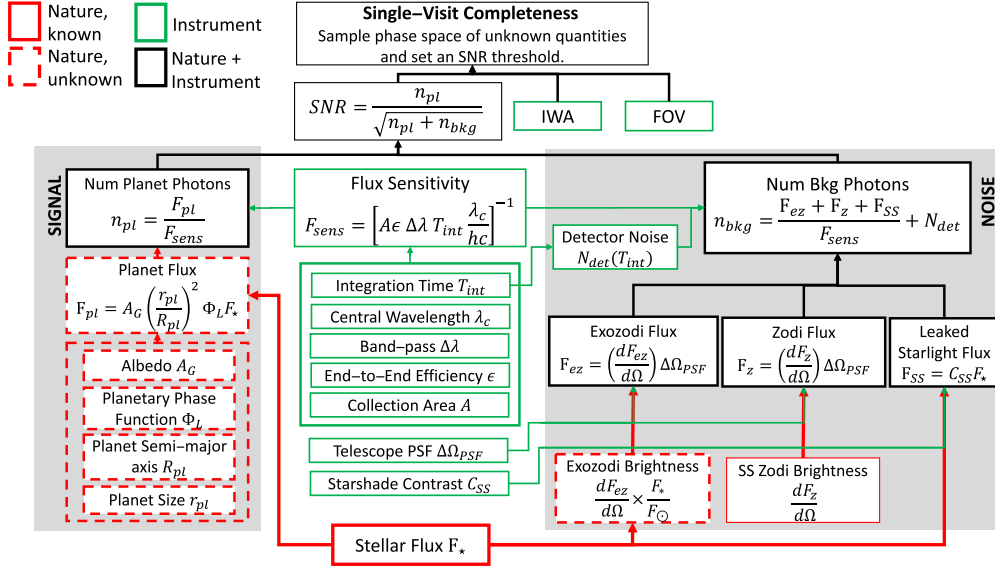 Nature,
known
Nature,
unknown
Instrument
Nature +
Instrument
Single–Visit Completeness
Sample phase space of unknown quantities
and set an SNR threshold.
SNR = n_pl / √(n_pl + n_bkg)
IWA
FOV
SIGNAL
Num Planet Photons
n_pl = F_pl / F_sens
Planet Flux
F_pl = A_G (r_pl / R_pl)² Φ_L F_⋆
Albedo A_G
Planetary Phase
Function Φ_L
Planet Semi–major
axis R_pl
Planet Size r_pl
Flux Sensitivity
F_sens = [Aϵ Δλ T_int λ_c / hc]⁻¹
Detector Noise
N_det(T_int)
Integration Time T_int
Central Wavelength λ_c
Band–pass Δλ
End–to–End Efficiency ϵ
Collection Area A
Telescope PSF ΔΩ_PSF
Starshade Contrast C_SS
Stellar Flux F_⋆
NOISE
Num Bkg Photons
n_bkg = (F_ez + F_z + F_SS) / F_sens + N_det
Exozodi Flux
F_ez = (dF_ez / dΩ) ΔΩ_PSF
Zodi Flux
F_z = (dF_z / dΩ) ΔΩ_PSF
Leaked
Starlight Flux
F_SS = C_SS F_⋆
Exozodi Brightness
dF_ez / dΩ × F_* / F_⊙
SS Zodi Brightness
dF_z / dΩ